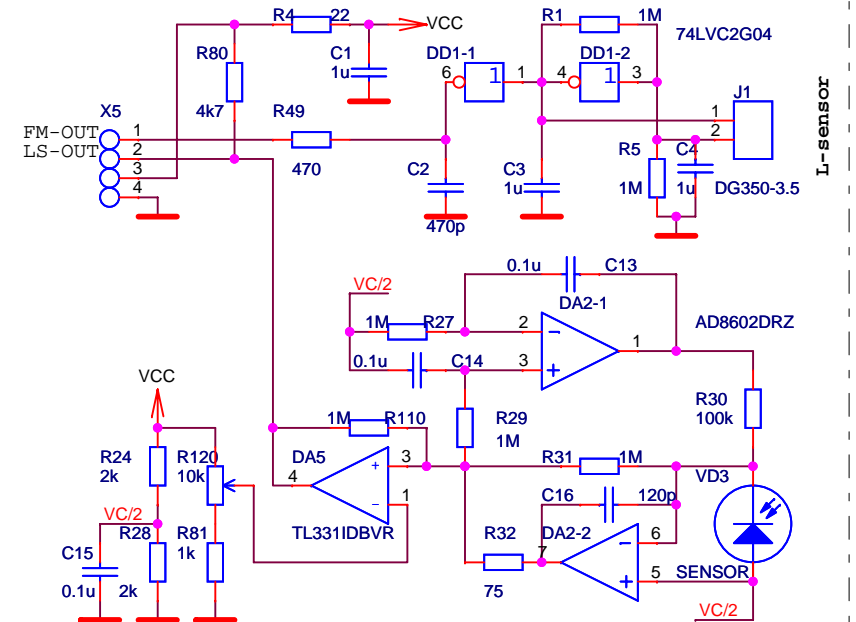 R4 22 VCC R1 1M
74LVC2G04
R80 C1 DD1-1 DD1-2
1u 6 1 1 4 1 3
4k7 J1
X5 R49 1
FM-OUT 1 2
LS-OUT 2 470 R5 C4
3 C2 C3
4 1u 1M 1u DG350-3.5
470p
L-sensor
0.1u C13
VC/2 DA2-1
1M R27 2 AD8602DRZ
1
0.1u C14 3
VCC R30
100k
1M R110 R29
1M
R24 R120 DA5 3 R31 1M
2k 10k 4 VD3
C16 120p
VC/2 1
R28 R81 TL331IDBVR R32 DA2-2 6
C15 1k 7
0.1u 2k 75 5 SENSOR
VC/2